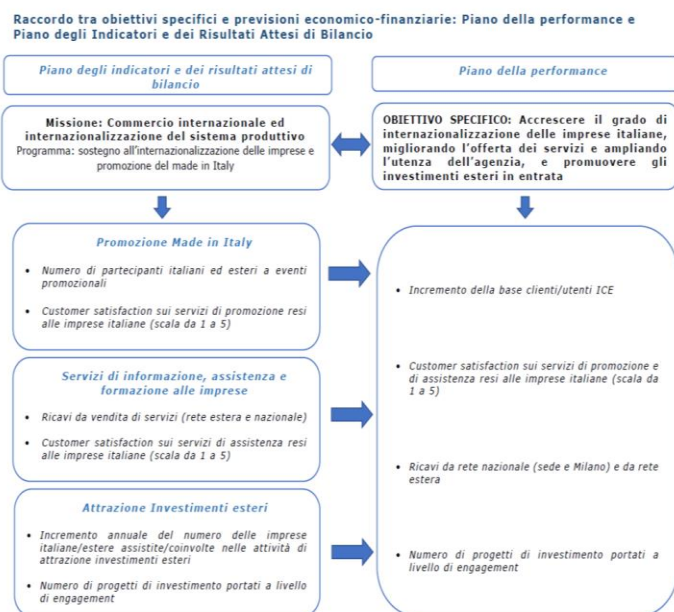 Raccordo tra obiettivi specifici e previsioni economico-finanziarie: Piano della performance e
Piano degli Indicatori e dei Risultati Attesi di Bilancio
Piano degli indicatori e dei risultati attesi di
bilancio
Missione: Commercio internazionale ed
internazionalizzazione del sistema produttivo
Programma: sostegno all'internazionalizzazione delle imprese e
promozione del made in Italy
Promozione Made in Italy
• Numero di partecipanti italiani ed esteri a eventi
promozionali
• Customer satisfaction sui servizi di promozione resi
alle imprese italiane (scala da 1 a 5)
Servizi di informazione, assistenza e
formazione alle imprese
• Ricavi da vendita di servizi (rete estera e nazionale)
• Customer satisfaction sui servizi di assistenza resi
alle imprese italiane (scala da 1 a 5)
Attrazione Investimenti esteri
• Incremento annuale del numero delle imprese
italiane/estere assistite/coinvolte nelle attività di
attrazione investimenti esteri
• Numero di progetti di investimento portati a livello
di engagement
Piano della performance
OBIETTIVO SPECIFICO: Accrescere il grado di
internazionalizzazione delle imprese italiane,
migliorando l'offerta dei servizi e ampliando
l'utenza dell'agenzia, e promuovere gli
investimenti esteri in entrata
• Incremento della base clienti/utenti ICE
• Customer satisfaction sui servizi di promozione e
di assistenza resi alle imprese italiane (scala da
1 a 5)
• Ricavi da rete nazionale (sede e Milano) e da rete
estera
• Numero di progetti di investimento portati a
livello di engagement